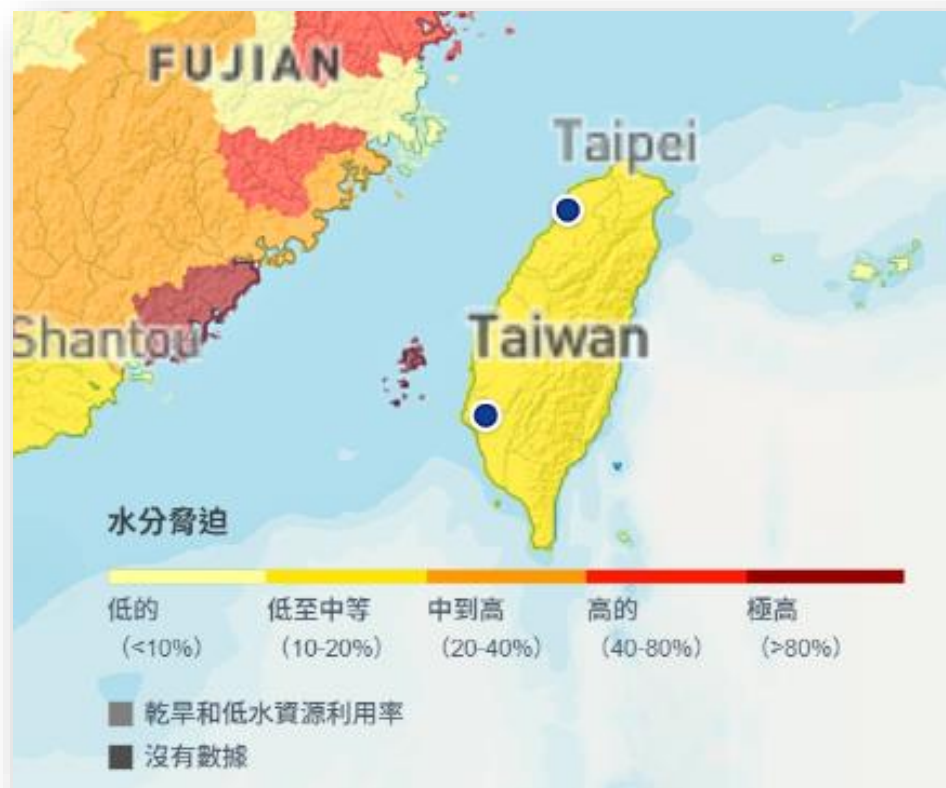 FUJIAN
Taipei
Shantou
Taiwan
水分脅迫
低的 低至中等 中到高 高的 極高
(<10%) (10-20%) (20-40%) (40-80%) (>80%)
乾旱和低水資源利用率
沒有數據